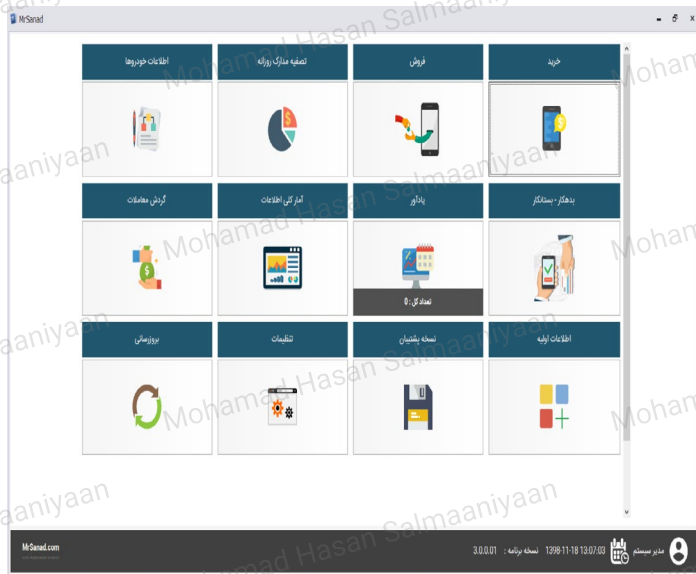 MrSanad
خرید
فروش
تصفیه مدارک روزانه
اطلاعات خودروها
بدهکار - بستانکار
یادآور
آمار کلی اطلاعات
گردش معاملات
تعداد کل : 0
اطلاعات اولیه
نسخه پشتیبان
تنظیمات
بروزرسانی
مدیر سیستم
1398-11-18 13:07:03
نسخه برنامه : 3.0.0.01
MrSanad.com
Mohamad Hasan Salmaaniyaan